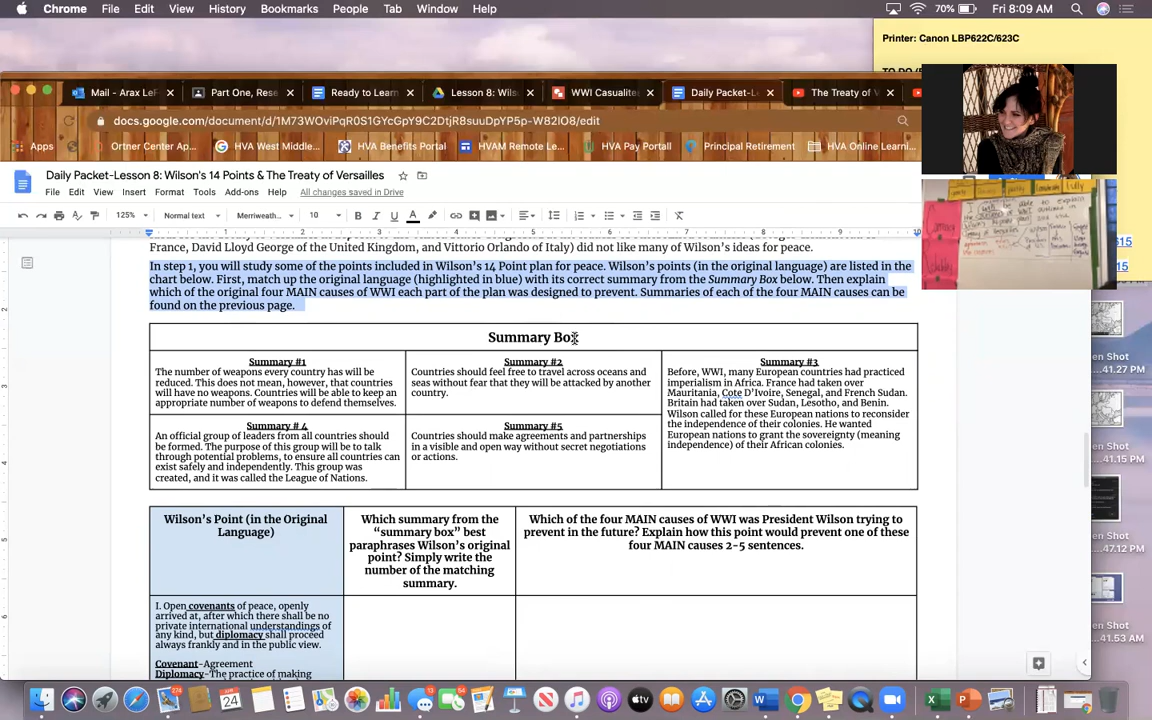 Chrome File Edit View History Bookmarks People Tab Window Help 70% Fri 8:09 AM
Printer: Canon LBP622C/623C
Mail - Arax LeF Part One, Rese Ready to Learn Lesson 8: Wils WWI Casualtie Daily Packet-L The Treaty of V
docs.google.com/document/d/1M73WOviPqR0S1GYcGpY9C2DtjR8suuDpYP5p-W82IO8/edit
Apps Ortner Center Ap... HVA West Middle... HVA Benefits Portal HVAM Remote Le... HVA Pay Portall Principal Retirement HVA Online Learni...
Daily Packet-Lesson 8: Wilson's 14 Points & The Treaty of Versailles
File Edit View Insert Format Tools Add-ons Help All changes saved in Drive
125% Normal text Merriweath... 10
France, David Lloyd George of the United Kingdom, and Vittorio Orlando of Italy) did not like many of Wilson's ideas for peace.
In step 1, you will study some of the points included in Wilson's 14 Point plan for peace. Wilson's points (in the original language) are listed in the
chart below. First, match up the original language (highlighted in blue) with its correct summary from the Summary Box below. Then explain
which of the original four MAIN causes of WWI each part of the plan was designed to prevent. Summaries of each of the four MAIN causes can be
found on the previous page.
Summary Box
Summary #1
The number of weapons every country has will be
reduced. This does not mean, however, that countries
will have no weapons. Countries will be able to keep an
appropriate number of weapons to defend themselves.
Summary #2
Countries should feel free to travel across oceans and
seas without fear that they will be attacked by another
country.
Summary #3
Before, WWI, many European countries had practiced
imperialism in Africa. France had taken over
Mauritania, Cote D'Ivoire, Senegal, and French Sudan.
Britain had taken over Sudan, Lesotho, and Benin.
Wilson called for these European nations to reconsider
the independence of their colonies. He wanted
European nations to grant the sovereignty (meaning
independence) of their African colonies.
Summary # 4
An official group of leaders from all countries should
be formed. The purpose of this group will be to talk
through potential problems, to ensure all countries can
exist safely and independently. This group was
created, and it was called the League of Nations.
Summary #5
Countries should make agreements and partnerships
in a visible and open way without secret negotiations
or actions.
Wilson's Point (in the Original
Language)
Which summary from the
“summary box” best
paraphrases Wilson's original
point? Simply write the
number of the matching
summary.
Which of the four MAIN causes of WWI was President Wilson trying to
prevent in the future? Explain how this point would prevent one of these
four MAIN causes 2-5 sentences.
I. Open covenants of peace, openly
arrived at, after which there shall be no
private international understandings of
any kind, but diplomacy shall proceed
always frankly and in the public view.
Covenant-Agreement
Diplomacy-The practice of making
315
15
41.27 PM
41.15 PM
47.12 PM
en Shot
41.53 AM